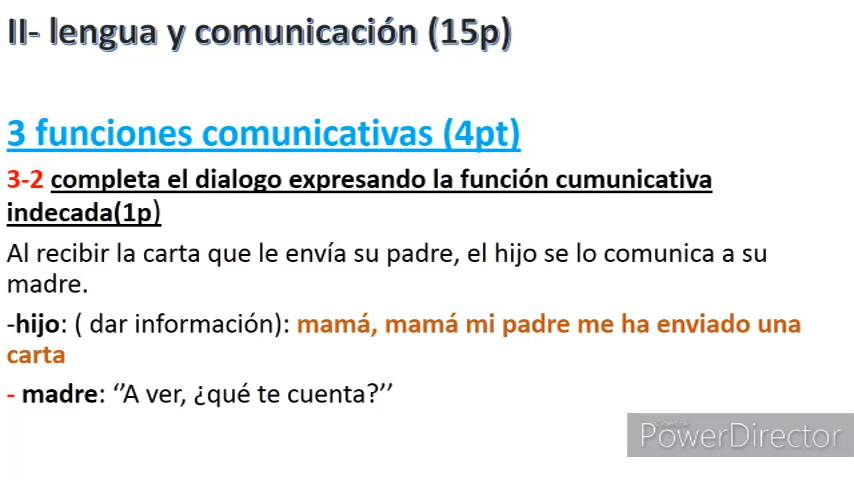 II- lengua y comunicación (15p)
3 funciones comunicativas (4pt)
3-2 completa el dialogo expresando la función cumunicativa
indecada(1p)
Al recibir la carta que le envía su padre, el hijo se lo comunica a su
madre.
-hijo: ( dar información): mamá, mamá mi padre me ha enviado una
carta
- madre: ‘’A ver, ¿qué te cuenta?’’
CyberLink
PowerDirector